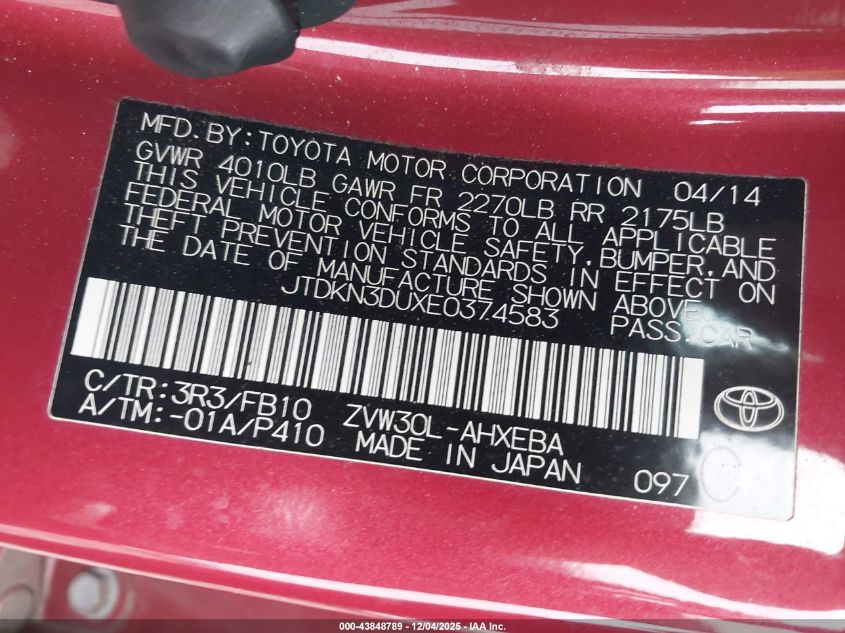 MFD. BY: TOYOTA MOTOR CORPORATION 04/14
GVWR 4010LB GAWR FR 2270LB RR 2175LB
THIS VEHICLE CONFORMS TO ALL APPLICABLE
FEDERAL MOTOR VEHICLE SAFETY, BUMPER, AND
THEFT PREVENTION STANDARDS IN EFFECT ON
THE DATE OF MANUFACTURE SHOWN ABOVE.
JTDKN3DUXE0374583 PASS.CAR
C/TR:3R3/FB10 ZVW30L-AHXEBA
A/TM:-01A/P410 MADE IN JAPAN 097 C
000-43848789 - 12/04/2025 - IAA Inc.